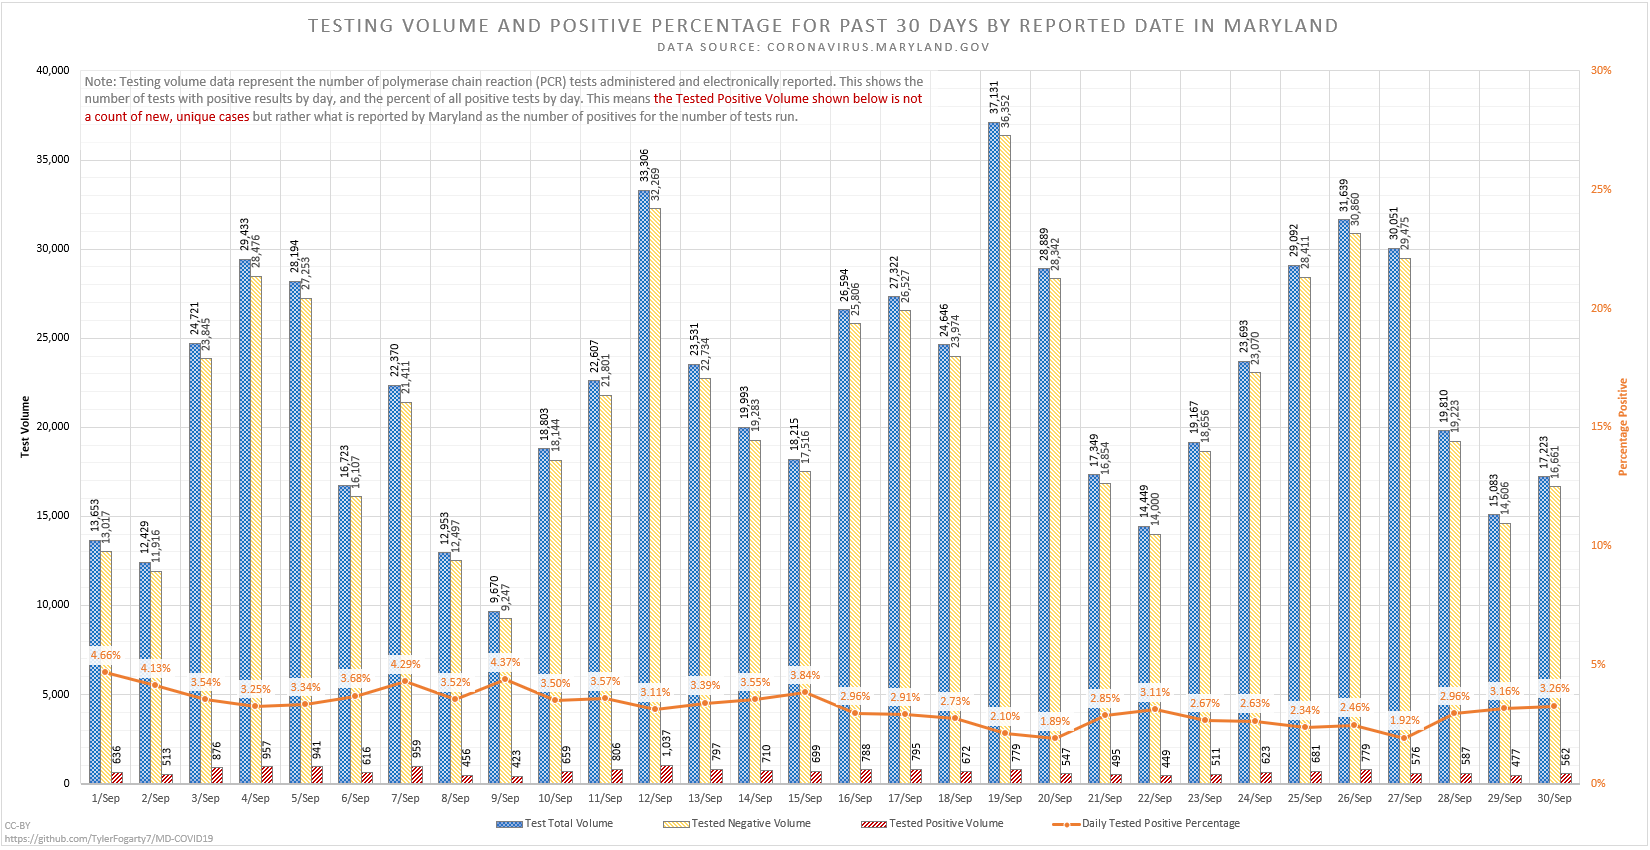 TESTING VOLUME AND POSITIVE PERCENTAGE FOR PAST 30 DAYS BY REPORTED DATE IN MARYLAND
DATA SOURCE: CORONAVIRUS.MARYLAND.GOV
Note: Testing volume data represent the number of polymerase chain reaction (PCR) tests administered and electronically reported. This shows the
number of tests with positive results by day, and the percent of all positive tests by day. This means the Tested Positive Volume shown below is not
a count of new, unique cases but rather what is reported by Maryland as the number of positives for the number of tests run.
Test Volume
40,000
35,000
30,000
25,000
20,000
15,000
10,000
5,000
0
Percentage Positive
30%
25%
20%
15%
10%
5%
0%
13,653 13,017 4.66% 636
12,429 11,916 4.13% 513
24,721 23,845 3.54% 876
29,433 28,476 3.25% 957
28,194 27,253 3.34% 941
16,723 16,107 3.68% 616
22,370 21,411 4.29% 959
12,953 12,497 3.52% 456
9,670 9,247 4.37% 423
18,803 18,144 3.50% 659
22,607 21,801 3.57% 806
33,306 32,269 3.11% 1,037
23,531 22,734 3.39% 797
19,993 19,283 3.55% 710
18,215 17,516 3.84% 699
26,594 25,806 2.96% 788
27,322 26,527 2.91% 795
24,646 23,974 2.73% 672
37,131 36,352 2.10% 779
28,889 28,342 1.89% 547
17,349 16,854 2.85% 495
14,449 14,000 3.11% 449
19,167 18,656 2.67% 511
23,693 23,070 2.63% 623
29,092 28,411 2.34% 681
31,639 30,860 2.46% 779
30,051 29,475 1.92% 576
19,810 19,223 2.96% 587
15,083 14,606 3.16% 477
17,223 16,661 3.26% 562
1/Sep 2/Sep 3/Sep 4/Sep 5/Sep 6/Sep 7/Sep 8/Sep 9/Sep 10/Sep 11/Sep 12/Sep 13/Sep 14/Sep 15/Sep 16/Sep 17/Sep 18/Sep 19/Sep 20/Sep 21/Sep 22/Sep 23/Sep 24/Sep 25/Sep 26/Sep 27/Sep 28/Sep 29/Sep 30/Sep
Test Total Volume Tested Negative Volume Tested Positive Volume Daily Tested Positive Percentage
CC-BY
https://github.com/TylerFogarty7/MD-COVID19